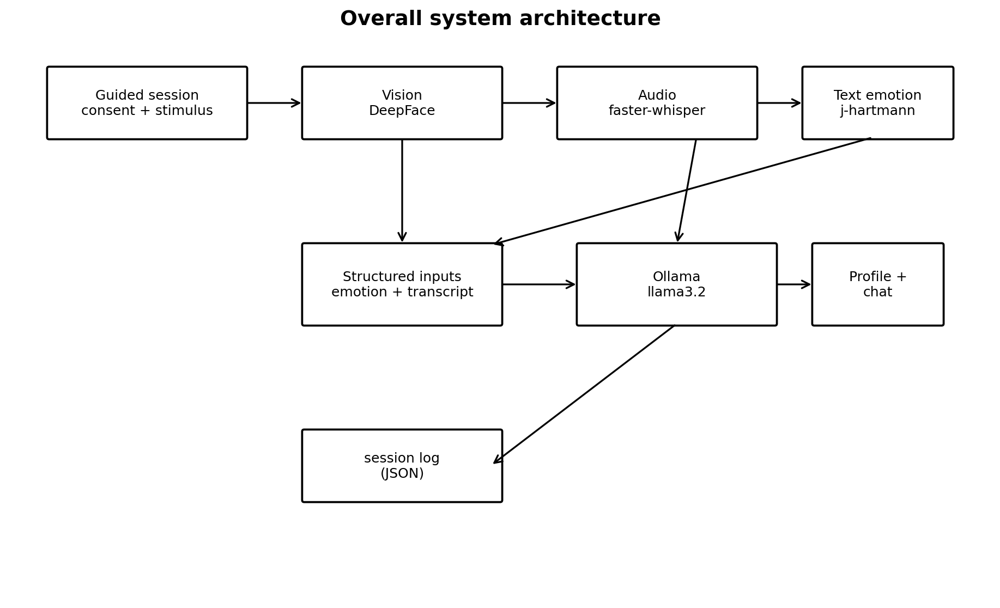 Overall system architecture
Guided session
consent + stimulus
Vision
DeepFace
Audio
faster-whisper
Text emotion
j-hartmann
Structured inputs
emotion + transcript
Ollama
llama3.2
Profile +
chat
session log
(JSON)